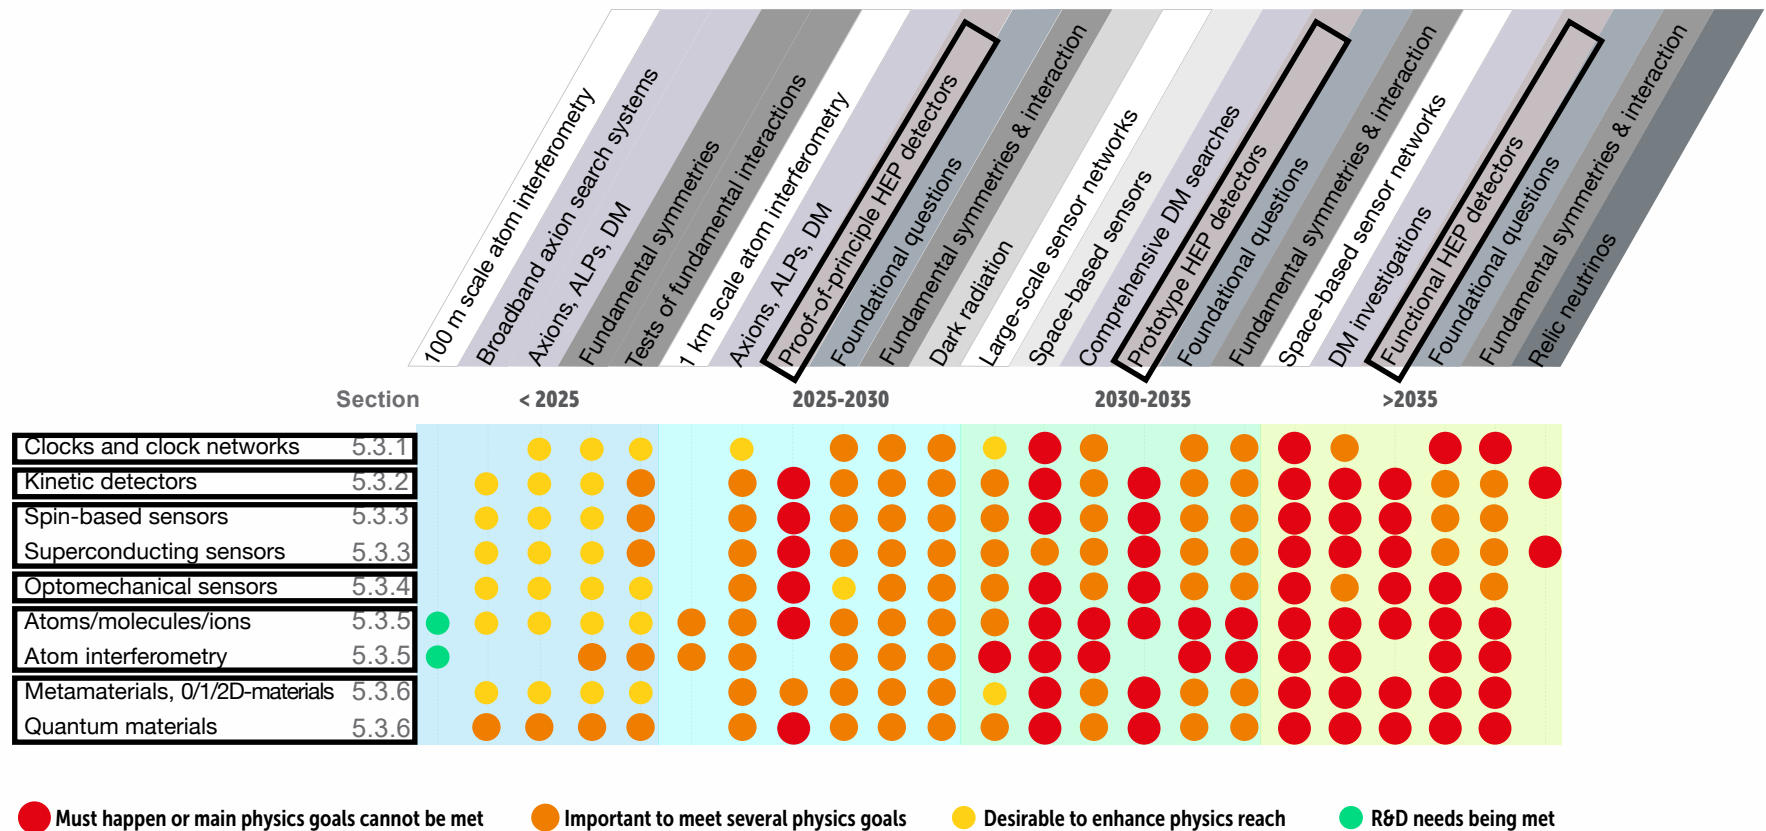 100 m scale atom interferometry
Broadband axion search systems
Axions, ALPs, DM
Fundamental symmetries
Tests of fundamental interactions
1 km scale atom interferometry
Axions, ALPs, DM
Proof-of-principle HEP detectors
Foundational questions
Fundamental symmetries & interaction
Dark radiation
Large-scale sensor networks
Space-based sensors
Comprehensive DM searches
Prototype HEP detectors
Foundational questions
Fundamental symmetries & interaction
Space-based sensor networks
DM investigations
Functional HEP detectors
Foundational questions
Fundamental symmetries & interaction
Relic neutrinos
Section < 2025 2025-2030 2030-2035 >2035
Clocks and clock networks 5.3.1
Kinetic detectors 5.3.2
Spin-based sensors 5.3.3
Superconducting sensors 5.3.3
Optomechanical sensors 5.3.4
Atoms/molecules/ions 5.3.5
Atom interferometry 5.3.5
Metamaterials, 0/1/2D-materials 5.3.6
Quantum materials 5.3.6
Must happen or main physics goals cannot be met Important to meet several physics goals Desirable to enhance physics reach R&D needs being met